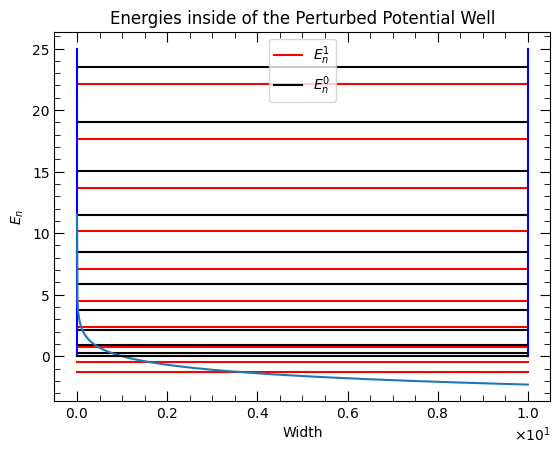 Energies inside of the Perturbed Potential Well
E_n^1
E_n^0
25
20
15
10
5
0
E_n
0.0
0.2
0.4
0.6
0.8
1.0
×10^1
Width